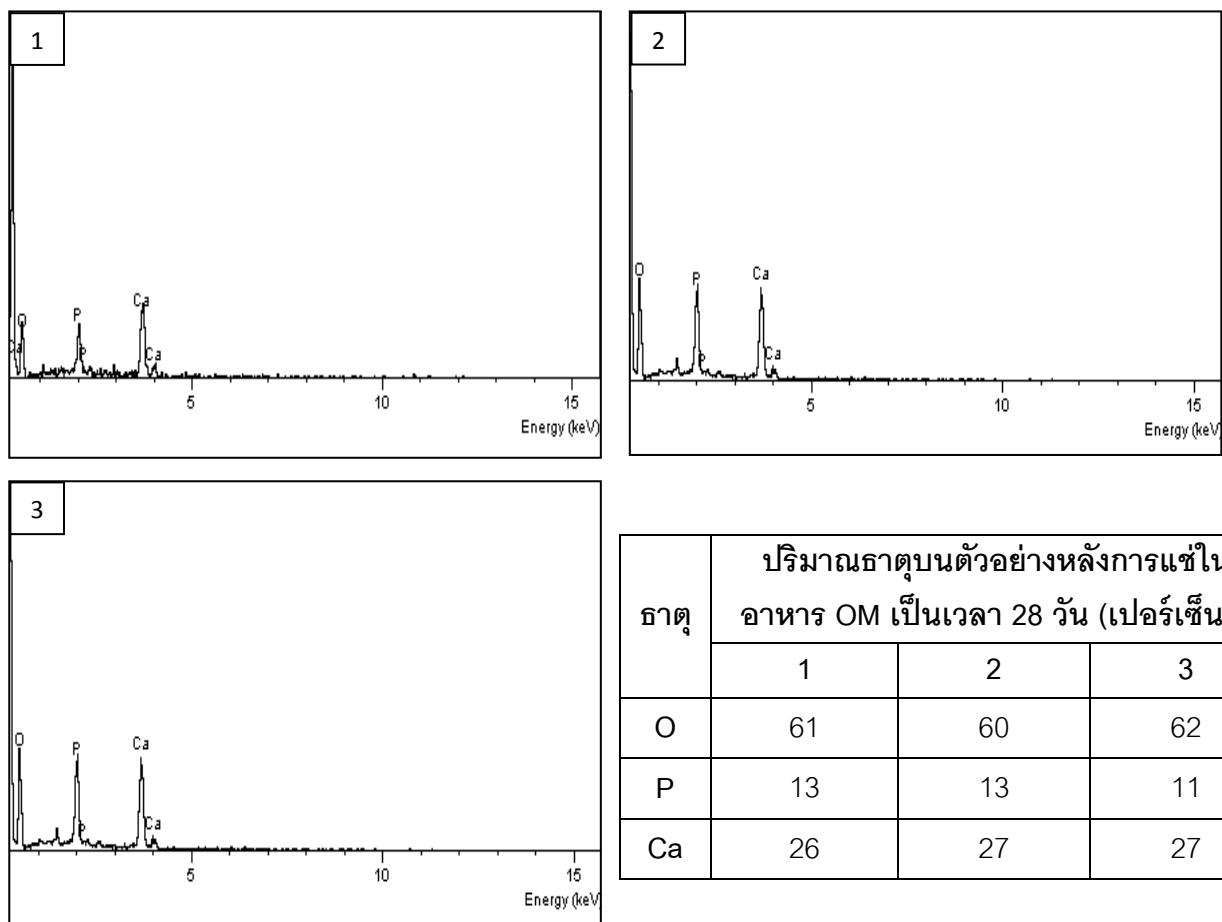 1
Ca
O
P
P
Ca
Ca
5
10
15
Energy (keV)
2
O
P
P
Ca
Ca
5
10
15
Energy (keV)
3
O
P
P
Ca
Ca
5
10
15
Energy (keV)
ธาตุ
ปริมาณธาตุบนตัวอย่างหลังการแช่ใน
อาหาร OM เป็นเวลา 28 วัน (เปอร์เซ็น
1 2 3
O 61 60 62
P 13 13 11
Ca 26 27 27